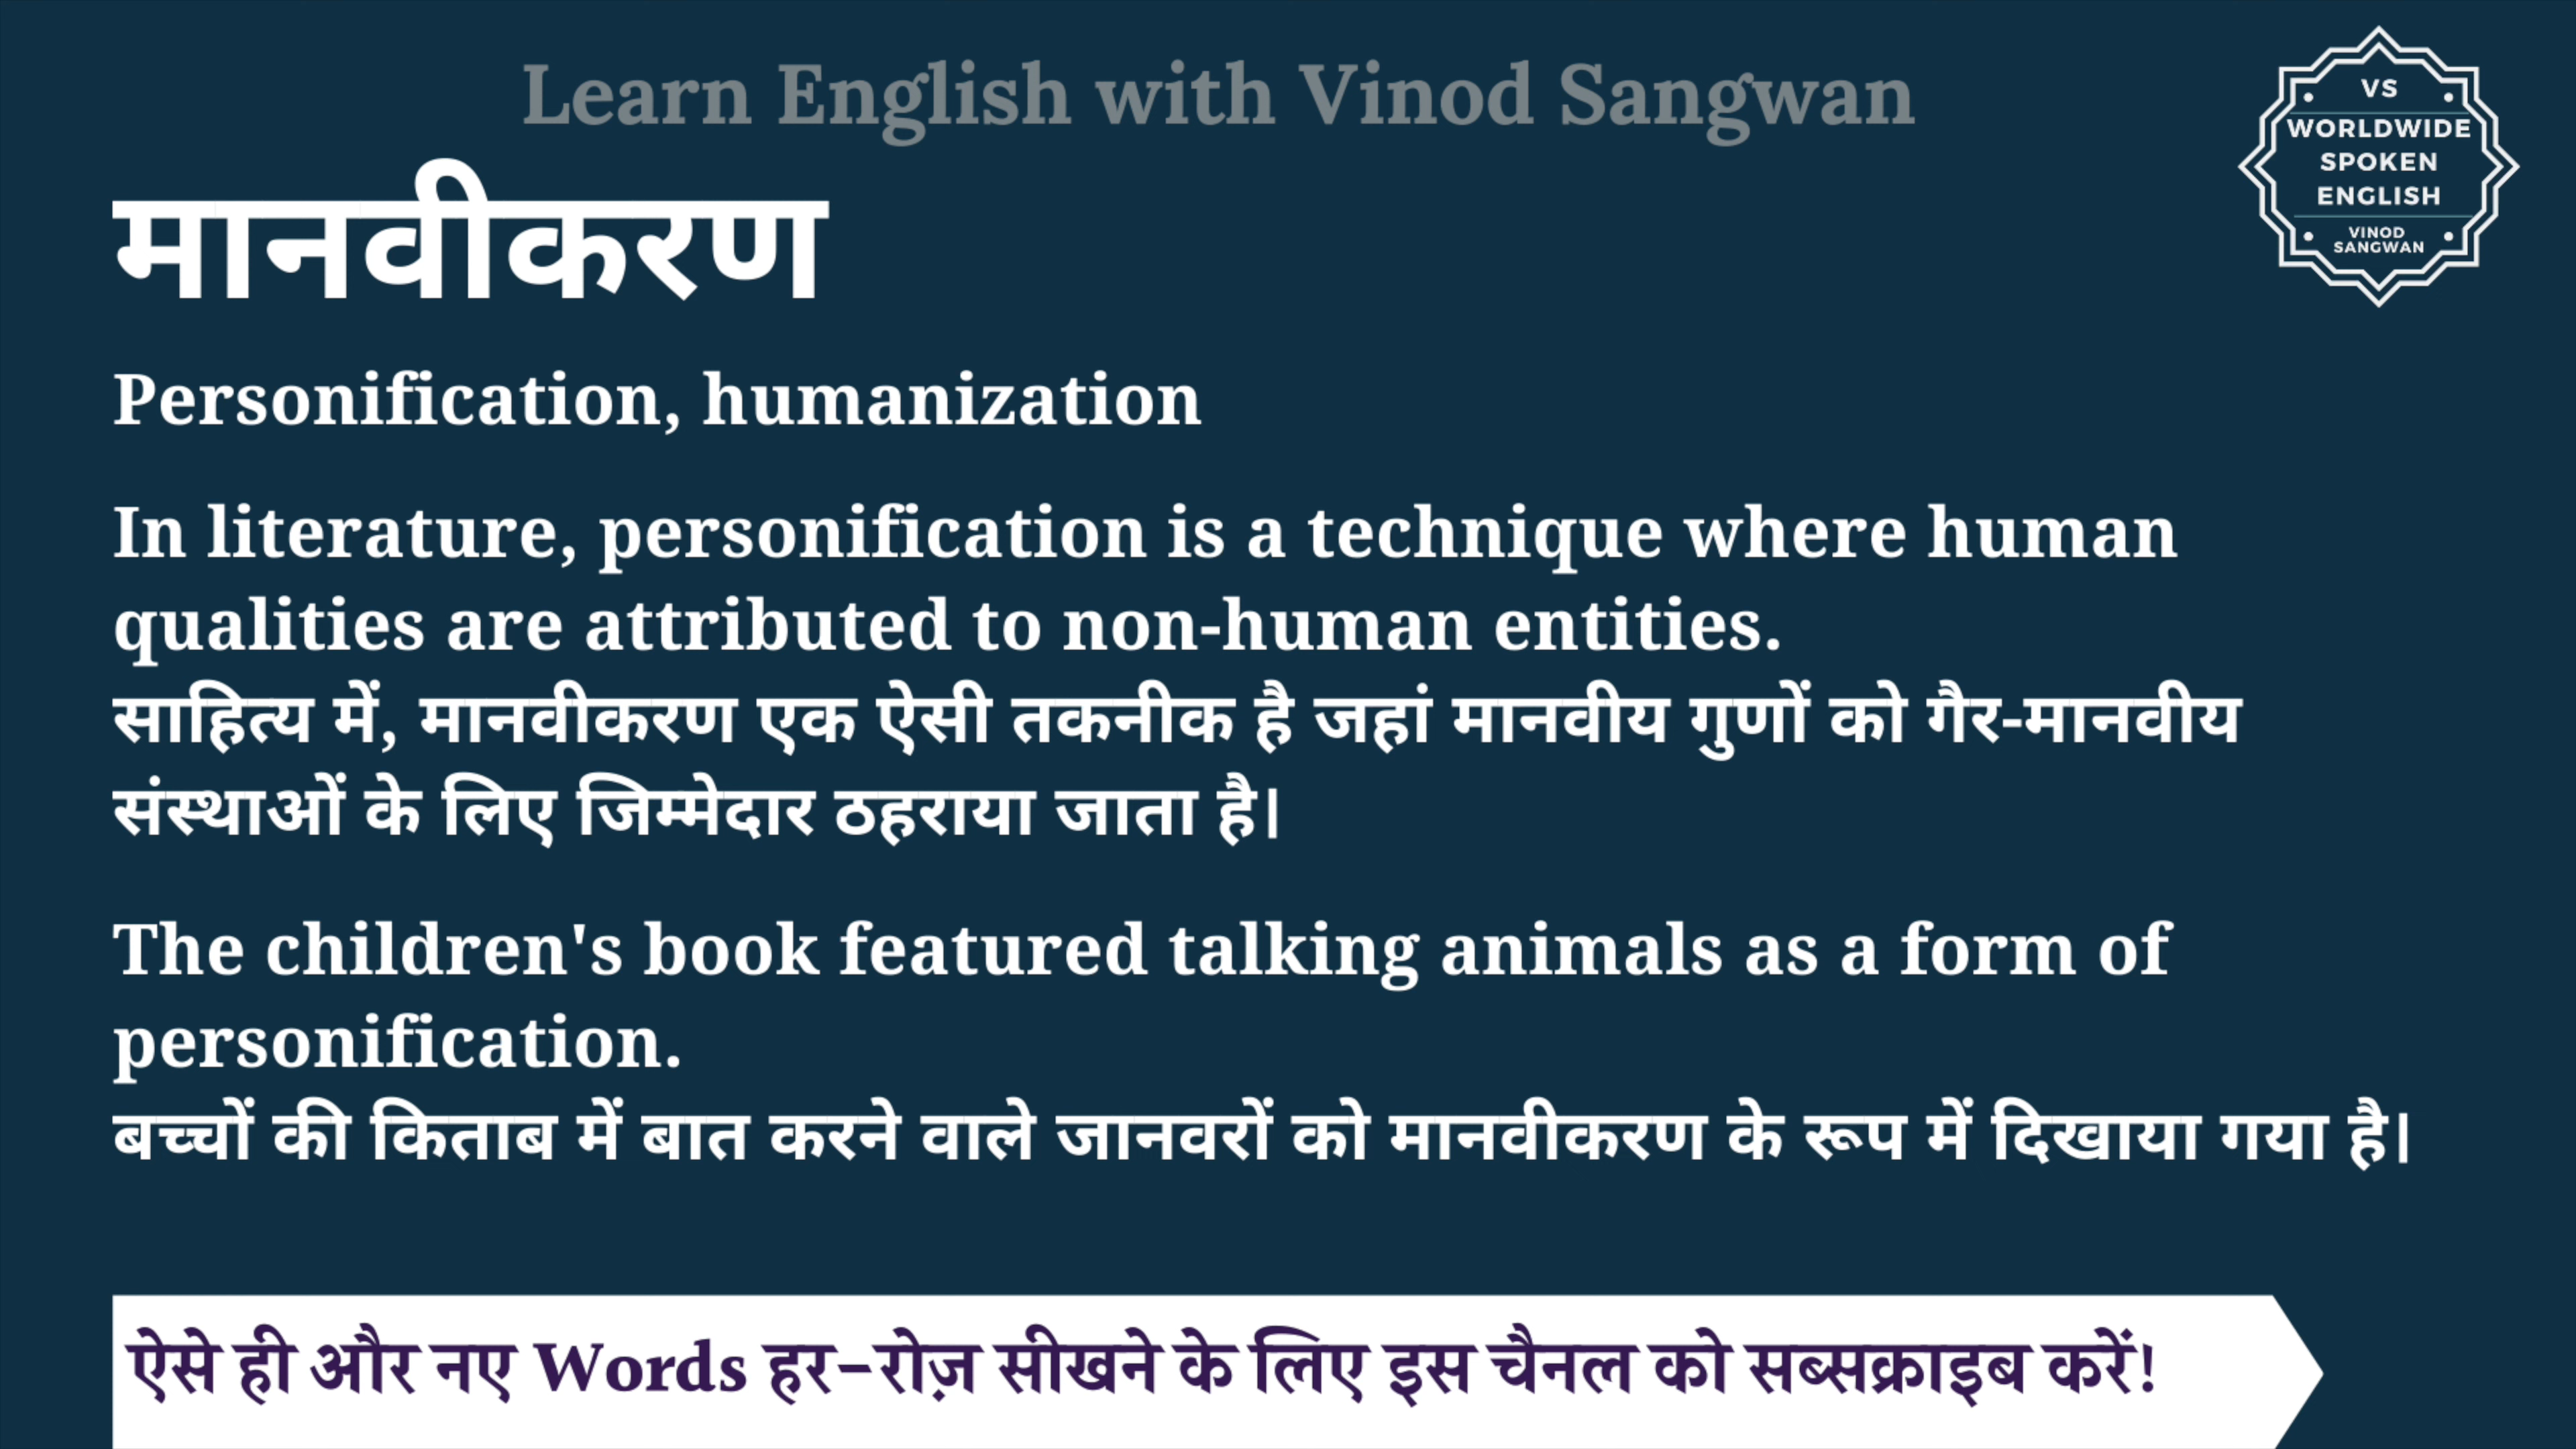 Learn English with Vinod Sangwan
VS
WORLDWIDE
SPOKEN
ENGLISH
VINOD
SANGWAN
मानवीकरण
Personification, humanization
In literature, personification is a technique where human
qualities are attributed to non-human entities.
साहित्य में, मानवीकरण एक ऐसी तकनीक है जहां मानवीय गुणों को गैर-मानवीय
संस्थाओं के लिए जिम्मेदार ठहराया जाता है।
The children's book featured talking animals as a form of
personification.
बच्चों की किताब में बात करने वाले जानवरों को मानवीकरण के रूप में दिखाया गया है।
ऐसे ही और नए Words हर-रोज़ सीखने के लिए इस चैनल को सब्सक्राइब करें!